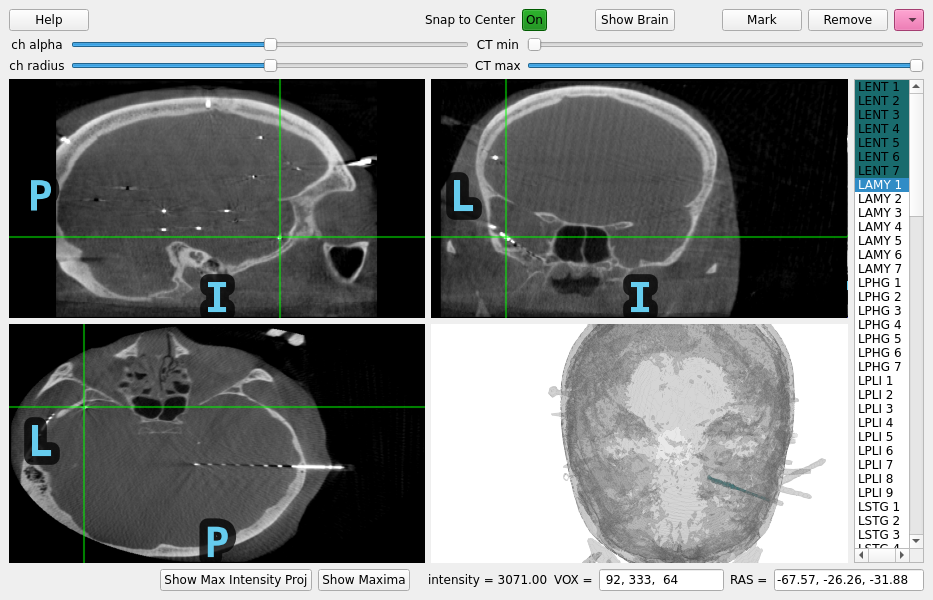 Help
Snap to Center
On
Show Brain
Mark
Remove
ch alpha
CT min
ch radius
CT max
P
I
L
I
L
P
LENT 1
LENT 2
LENT 3
LENT 4
LENT 5
LENT 6
LENT 7
LAMY 1
LAMY 2
LAMY 3
LAMY 4
LAMY 5
LAMY 6
LAMY 7
LPHG 1
LPHG 2
LPHG 3
LPHG 4
LPHG 5
LPHG 6
LPHG 7
LPLI 1
LPLI 2
LPLI 3
LPLI 4
LPLI 5
LPLI 6
LPLI 7
LPLI 8
LPLI 9
LSTG 1
LSTG 2
LSTG 3
LSTG 4
Show Max Intensity Proj
Show Maxima
intensity = 3071.00
VOX =
92, 333, 64
RAS =
-67.57, -26.26, -31.88